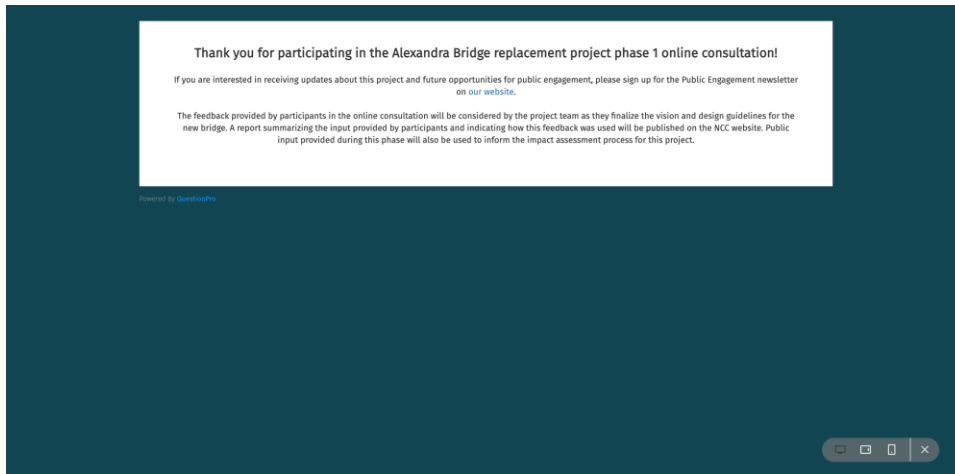 Thank you for participating in the Alexandra Bridge replacement project phase 1 online consultation!
If you are interested in receiving updates about this project and future opportunities for public engagement, please sign up for the Public Engagement newsletter
on our website.
The feedback provided by participants in the online consultation will be considered by the project team as they finalize the vision and design guidelines for the
new bridge. A report summarizing the input provided by participants and indicating how this feedback was used will be published on the NCC website. Public
input provided during this phase will also be used to inform the impact assessment process for this project.
Powered by QuestionPro